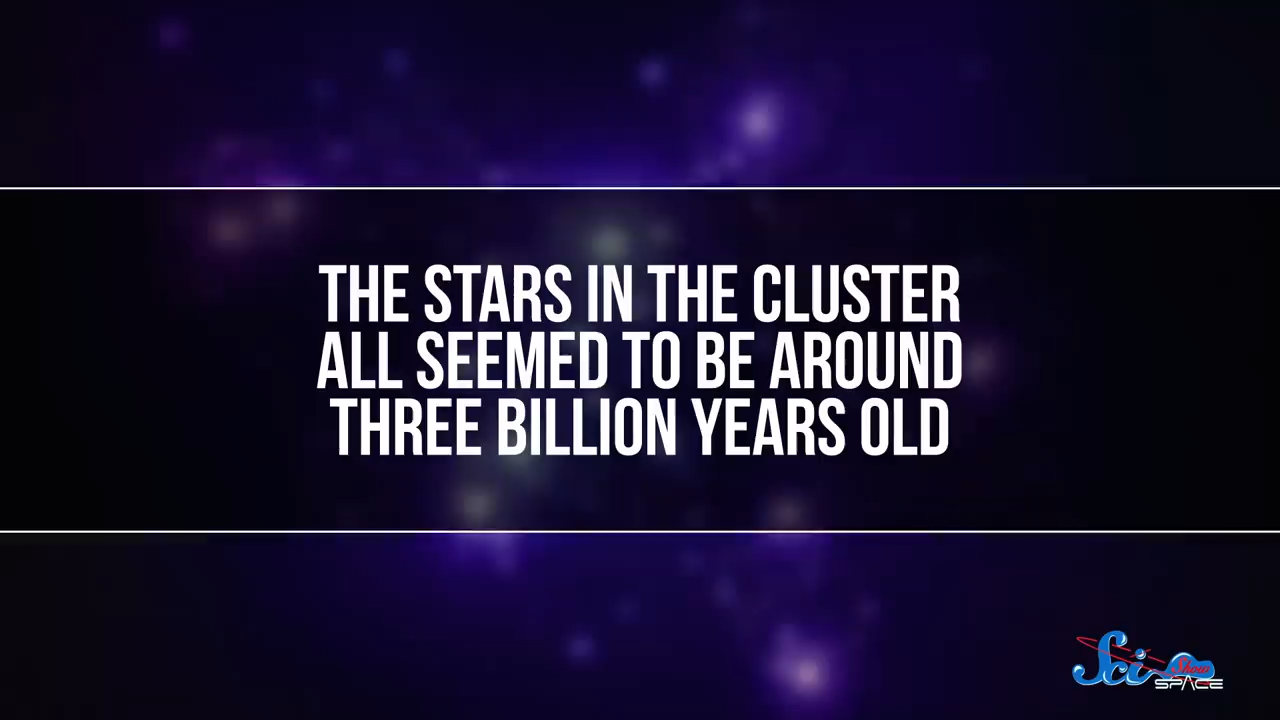 THE STARS IN THE CLUSTER
ALL SEEMED TO BE AROUND
THREE BILLION YEARS OLD
Sci Show
SPACE